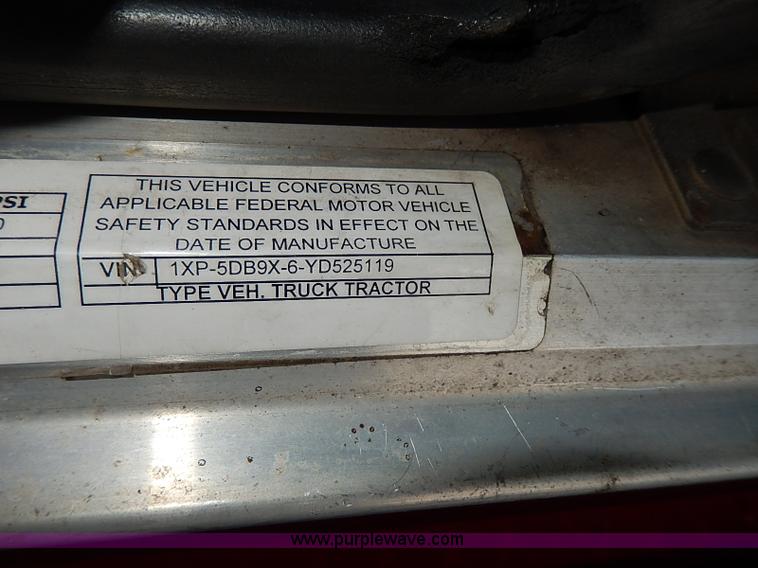 PSI
0
THIS VEHICLE CONFORMS TO ALL
APPLICABLE FEDERAL MOTOR VEHICLE
SAFETY STANDARDS IN EFFECT ON THE
DATE OF MANUFACTURE
VIN 1XP-5DB9X-6-YD525119
TYPE VEH. TRUCK TRACTOR
www.purplewave.com